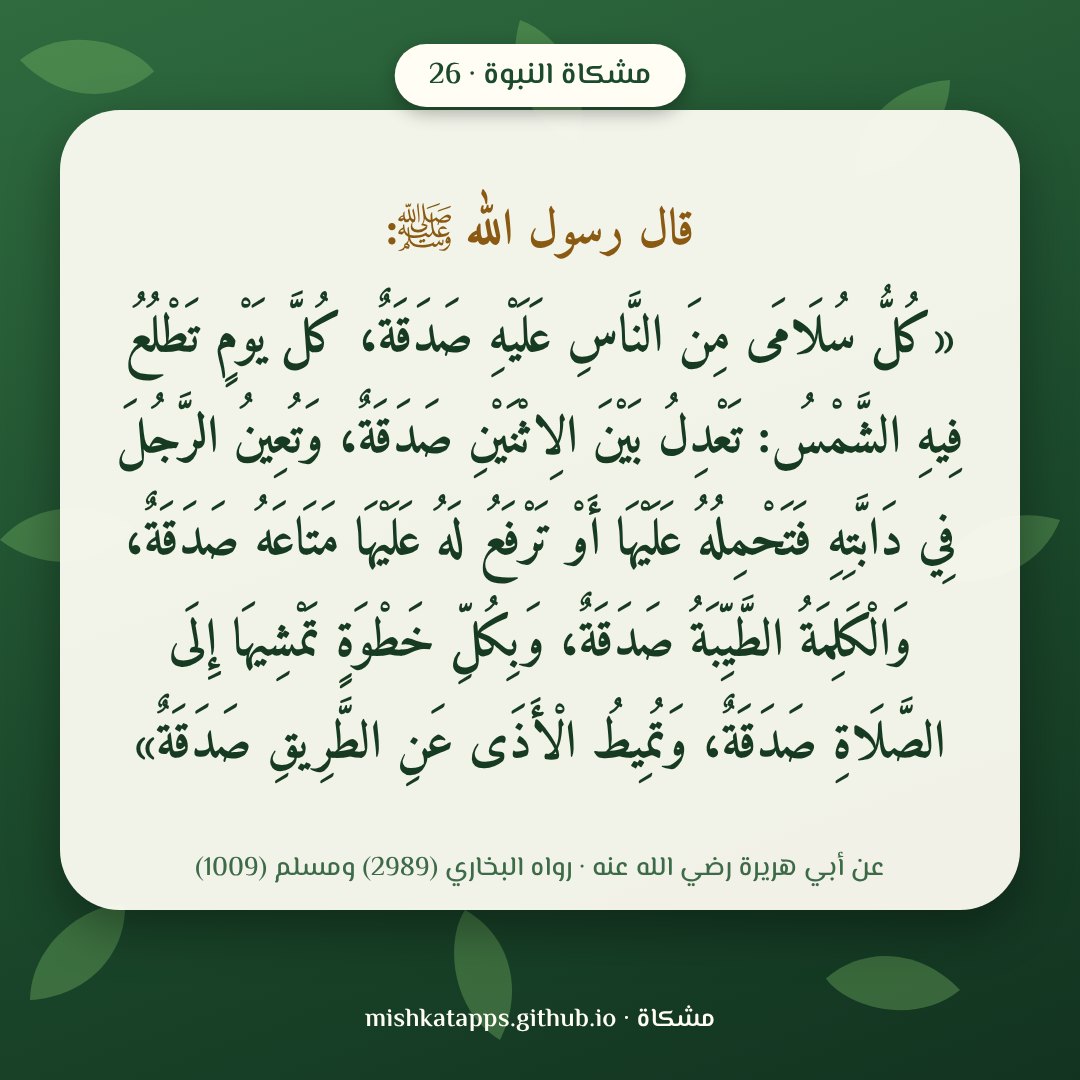 مشكاة النبوة · 26
قال رسول الله ﷺ:
«كُلُّ سُلَامَى مِنَ النَّاسِ عَلَيْهِ صَدَقَةٌ، كُلَّ يَوْمٍ تَطْلُعُ
فِيهِ الشَّمْسُ: تَعْدِلُ بَيْنَ الِاثْنَيْنِ صَدَقَةٌ، وَتُعِينُ الرَّجُلَ
فِي دَابَّتِهِ فَتَحْمِلُهُ عَلَيْهَا أَوْ تَرْفَعُ لَهُ عَلَيْهَا مَتَاعَهُ صَدَقَةٌ،
وَالْكَلِمَةُ الطَّيِّبَةُ صَدَقَةٌ، وَبِكُلِّ خَطْوَةٍ تَمْشِيهَا إِلَى
الصَّلَاةِ صَدَقَةٌ، وَتُمِيطُ الْأَذَى عَنِ الطَّرِيقِ صَدَقَةٌ»
عن أبي هريرة رضي الله عنه · رواه البخاري (2989) ومسلم (1009)
مشكاة · mishkatapps.github.io